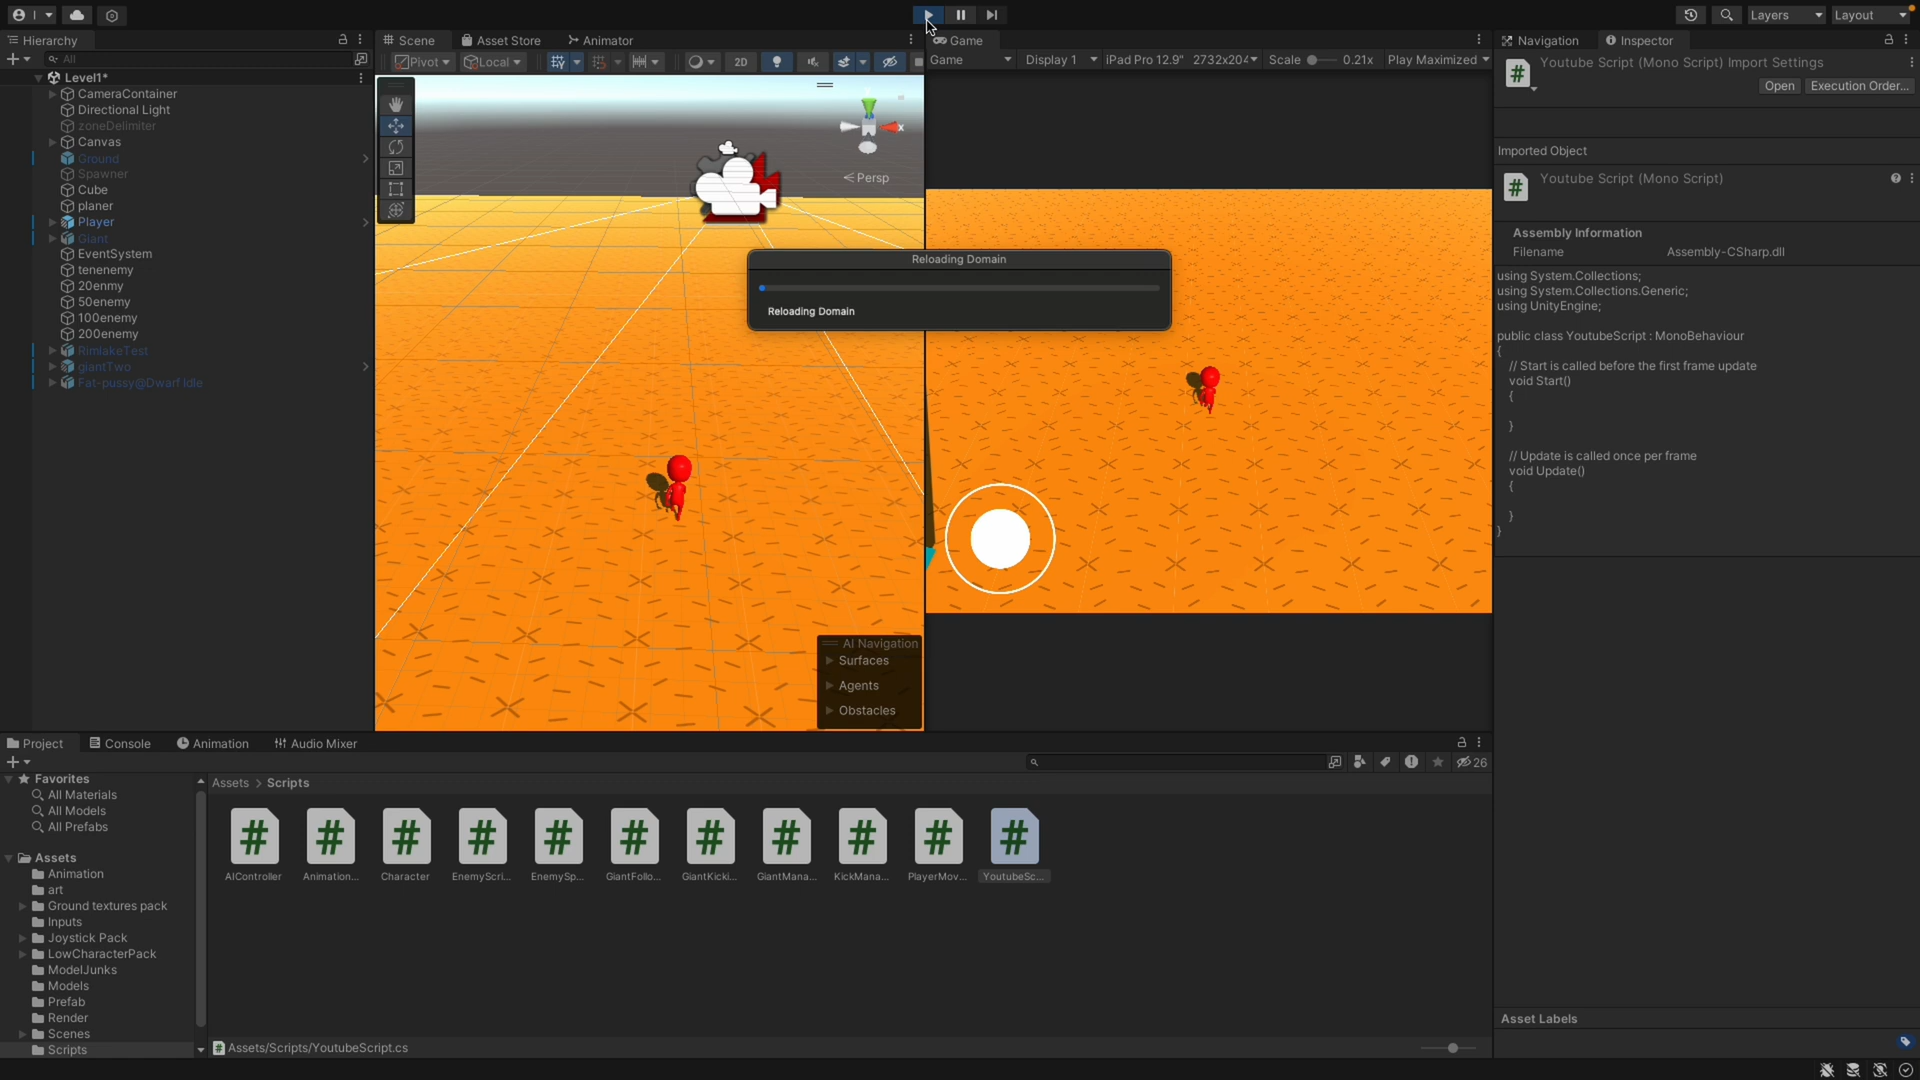 I
Layers
Layout
Hierarchy
Scene
Asset Store
Animator
Game
Navigation
Inspector
All
Pivot
Local
2D
Game
Display 1
iPad Pro 12.9" 2732x204
Scale
0.21x
Play Maximized
Youtube Script (Mono Script) Import Settings
Open
Execution Order...
Level1*
CameraContainer
Directional Light
zoneDelimiter
Canvas
Ground
Spawner
Cube
planer
Player
Giant
EventSystem
tenenemy
20enmy
50enemy
100enemy
200enemy
RimlakeTest
giantTwo
Fat-pussy@Dwarf Idle
x
Persp
Reloading Domain
Reloading Domain
AI Navigation
Surfaces
Agents
Obstacles
Imported Object
Youtube Script (Mono Script)
Assembly Information
Filename
Assembly-CSharp.dll
using System.Collections;
using System.Collections.Generic;
using UnityEngine;
public class YoutubeScript : MonoBehaviour
{
// Start is called before the first frame update
void Start()
{
}
// Update is called once per frame
void Update()
{
}
}
Project
Console
Animation
Audio Mixer
26
Favorites
All Materials
All Models
All Prefabs
Assets
Animation
art
Ground textures pack
Inputs
Joystick Pack
LowCharacterPack
ModelJunks
Models
Prefab
Render
Scenes
Scripts
Assets > Scripts
AIController
Animation...
Character
EnemyScri...
EnemySp...
GiantFollo...
GiantKicki...
GiantMana...
KickMana...
PlayerMov...
YoutubeSc...
Assets/Scripts/YoutubeScript.cs
Asset Labels